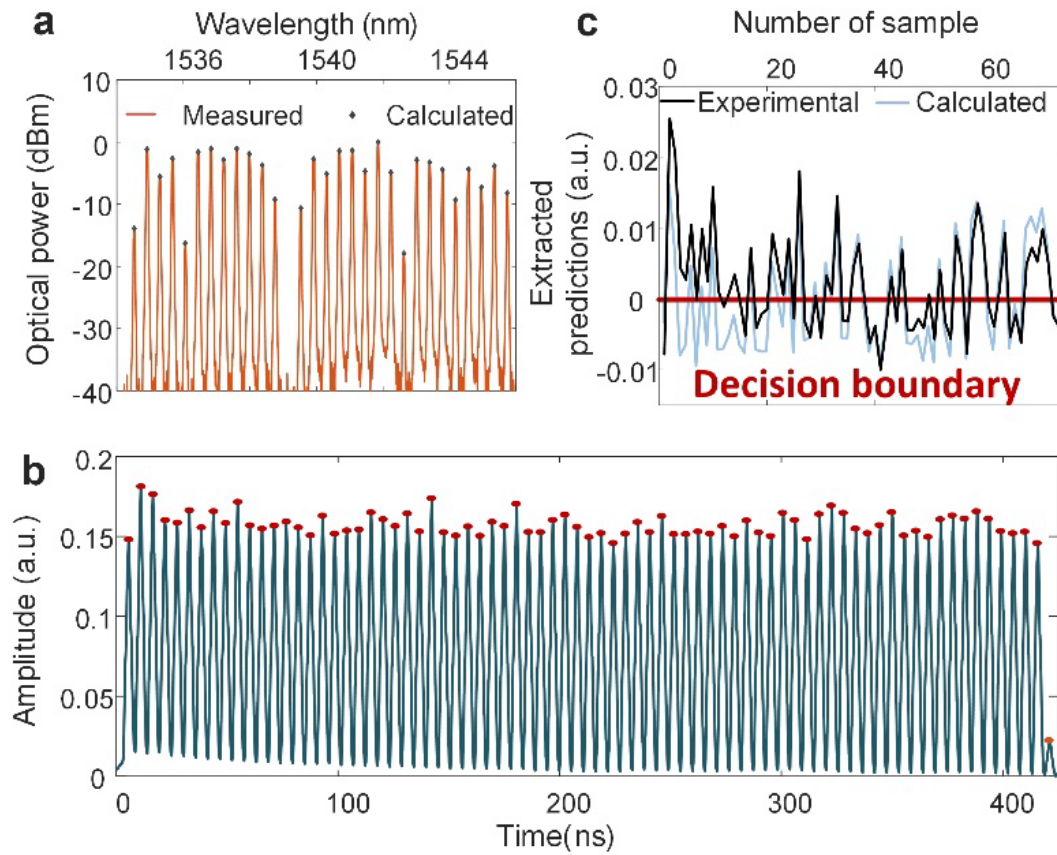 a
Wavelength (nm)
1536 1540 1544
10
0
-10
-20
-30
-40
Optical power (dBm)
Measured Calculated
c
Number of sample
0 20 40 60
0.03
0.02
0.01
0
-0.01
Extracted
predictions (a.u.)
Experimental Calculated
Decision boundary
b
0.2
0.15
0.1
0.05
0
Amplitude (a.u.)
0 100 200 300 400
Time(ns)